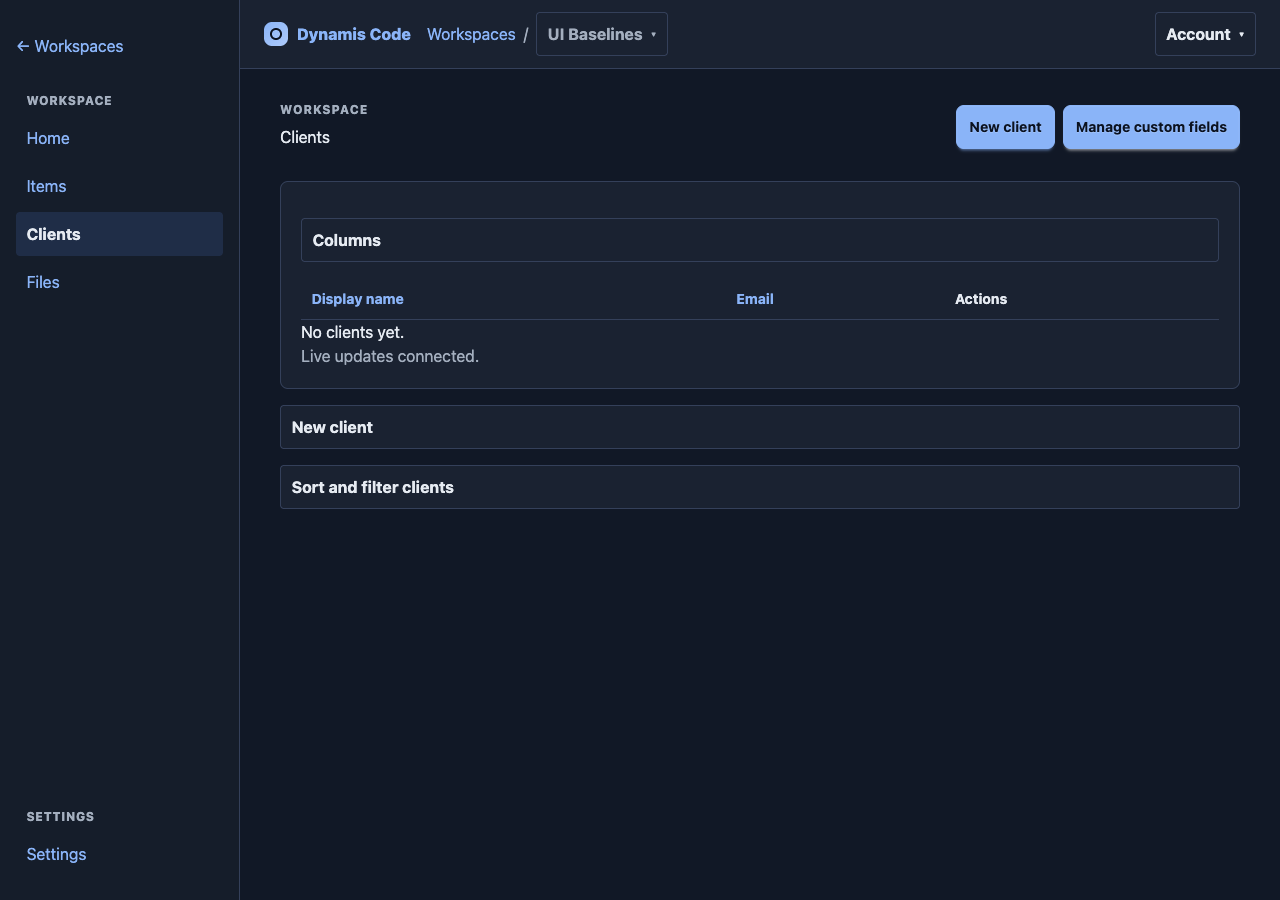 ← Workspaces
WORKSPACE
Home
Items
Clients
Files
SETTINGS
Settings
Dynamis Code Workspaces / UI Baselines ▾
Account ▾
WORKSPACE
Clients
New client
Manage custom fields
Columns
Display name Email Actions
No clients yet.
Live updates connected.
New client
Sort and filter clients